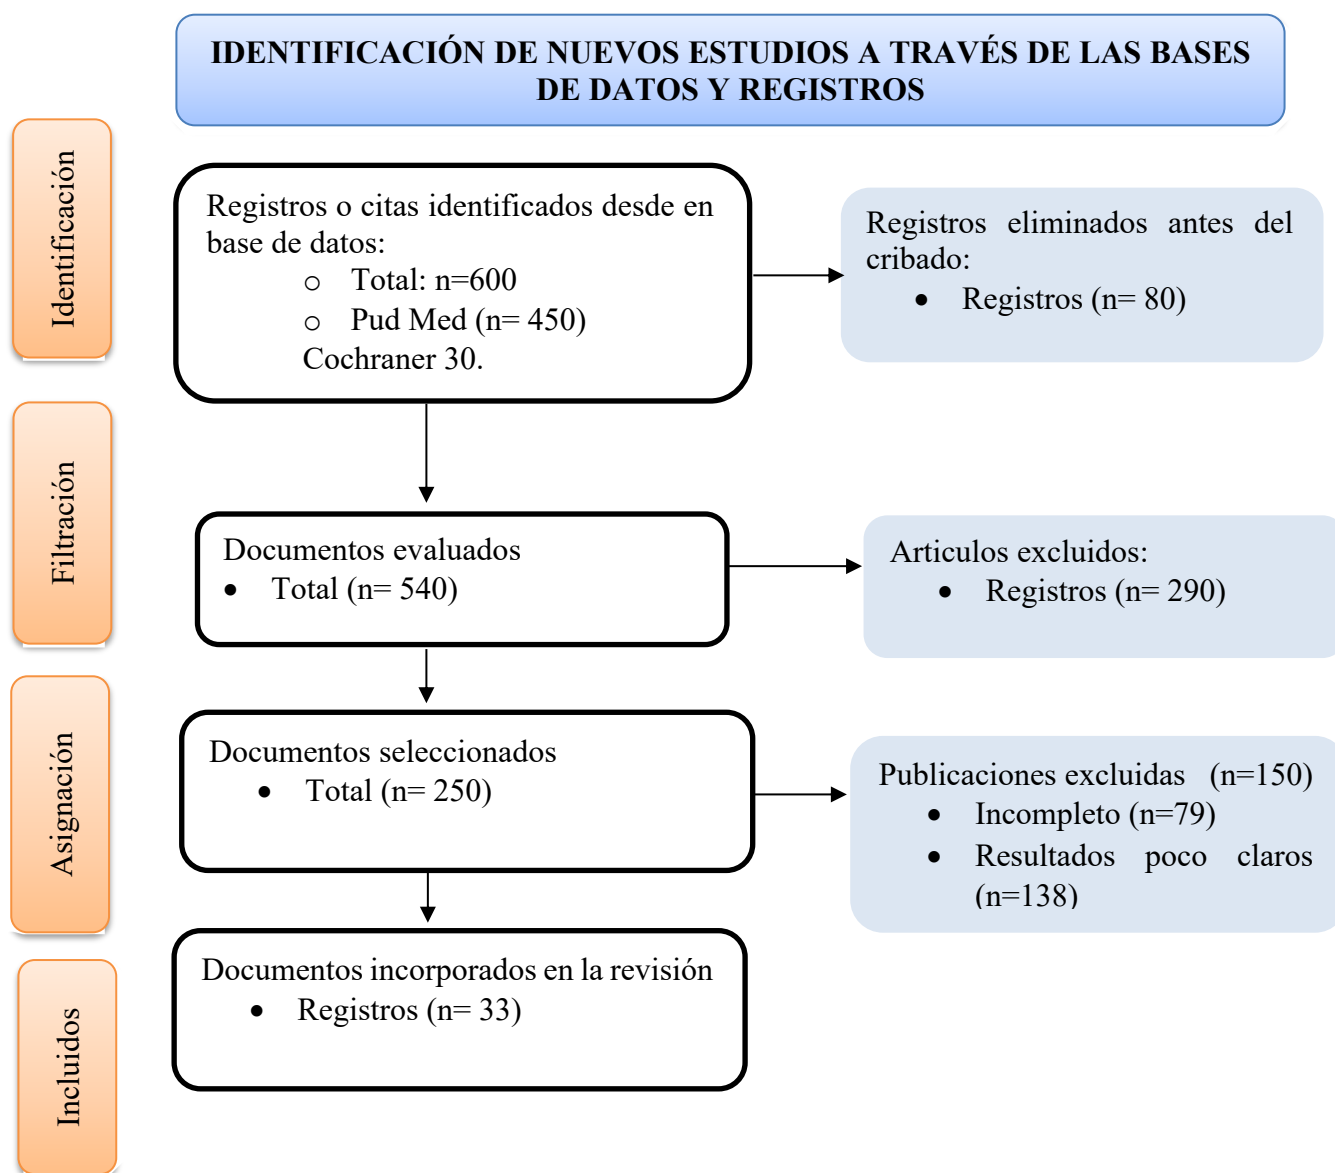 IDENTIFICACIÓN DE NUEVOS ESTUDIOS A TRAVÉS DE LAS BASES
DE DATOS Y REGISTROS
Identificación
Registros o citas identificados desde en
base de datos:
o Total: n=600
o Pud Med (n= 450)
Cochraner 30.
Registros eliminados antes del
cribado:
• Registros (n= 80)
Filtración
Documentos evaluados
• Total (n= 540)
Articulos excluidos:
• Registros (n= 290)
Asignación
Documentos seleccionados
• Total (n= 250)
Publicaciones excluidas (n=150)
• Incompleto (n=79)
• Resultados poco claros
(n=138)
Incluidos
Documentos incorporados en la revisión
• Registros (n= 33)